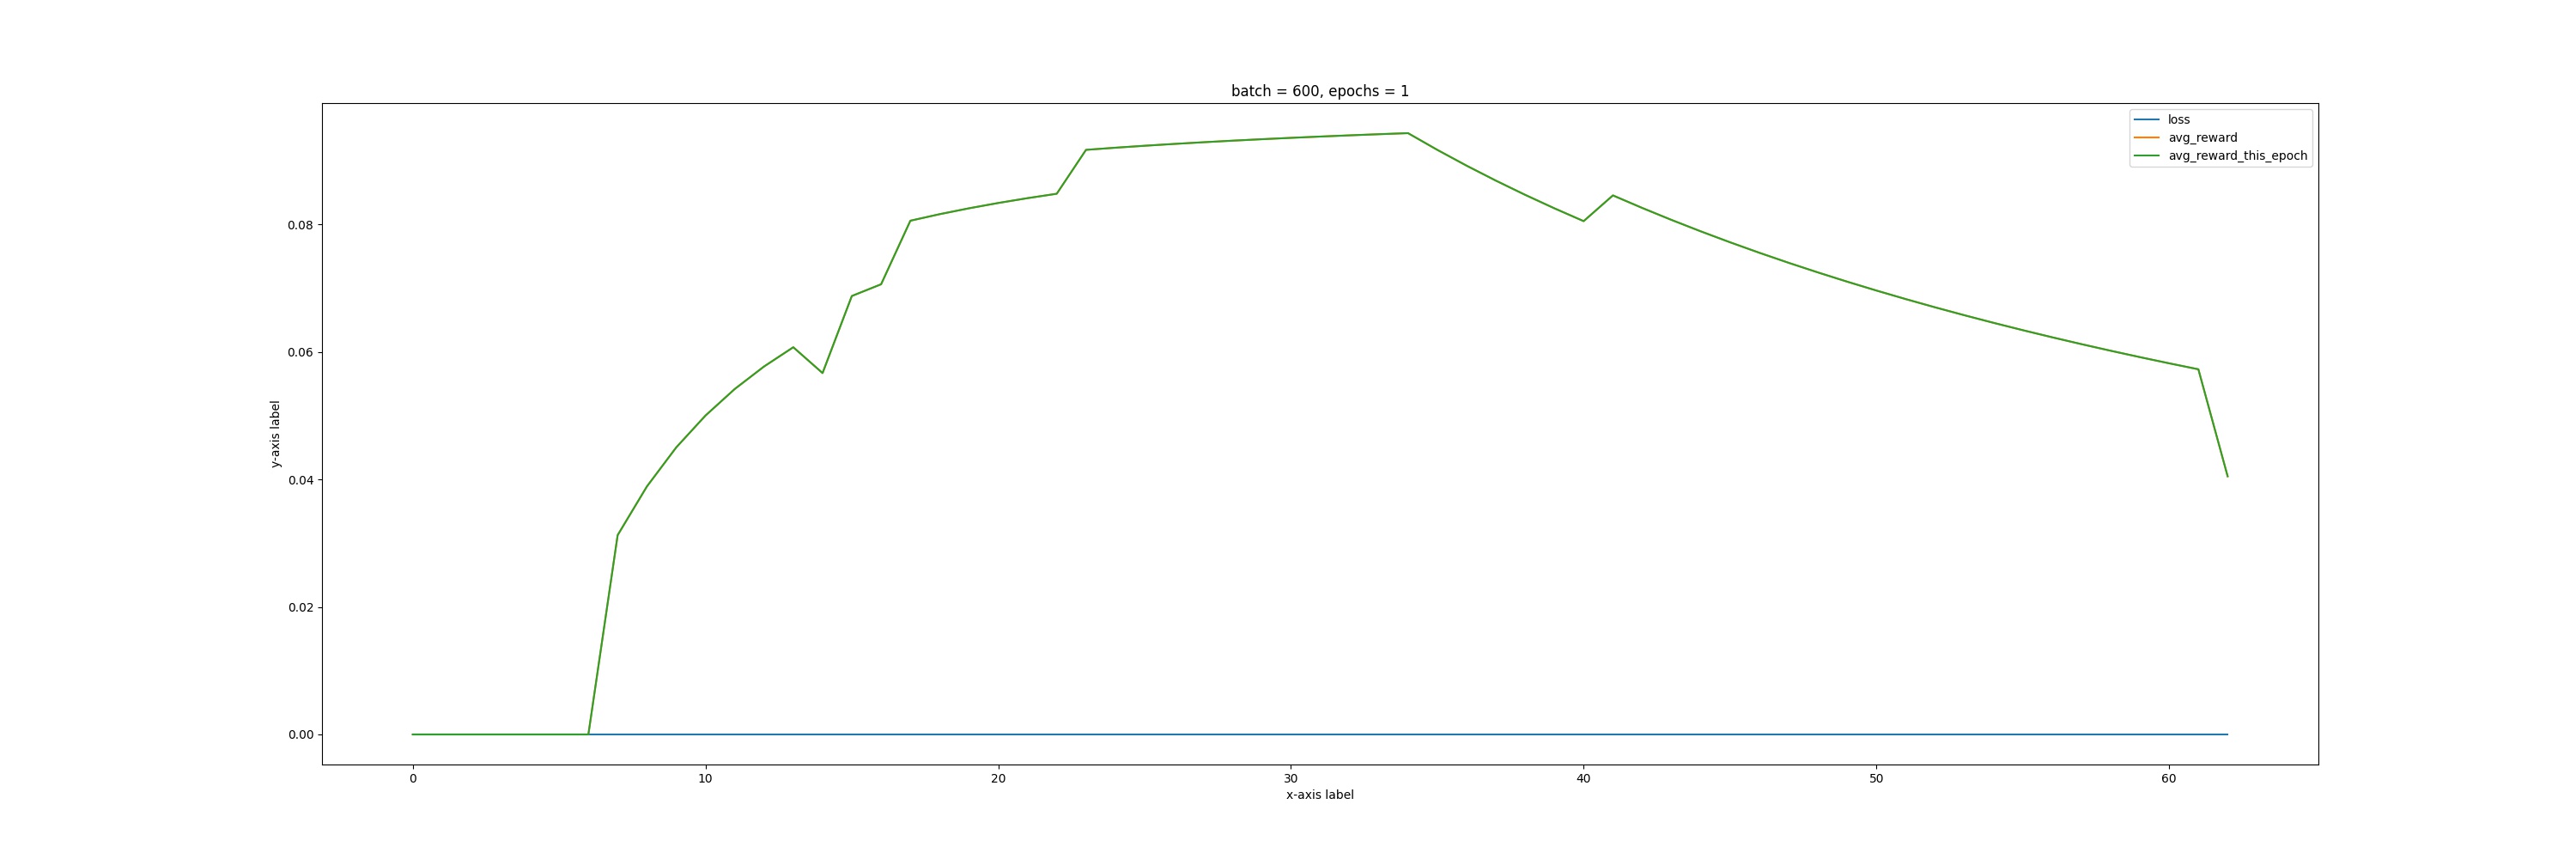 batch = 600, epochs = 1
loss
avg_reward
avg_reward_this_epoch
0.08
0.06
0.04
0.02
0.00
y-axis label
0 10 20 30 40 50 60
x-axis label